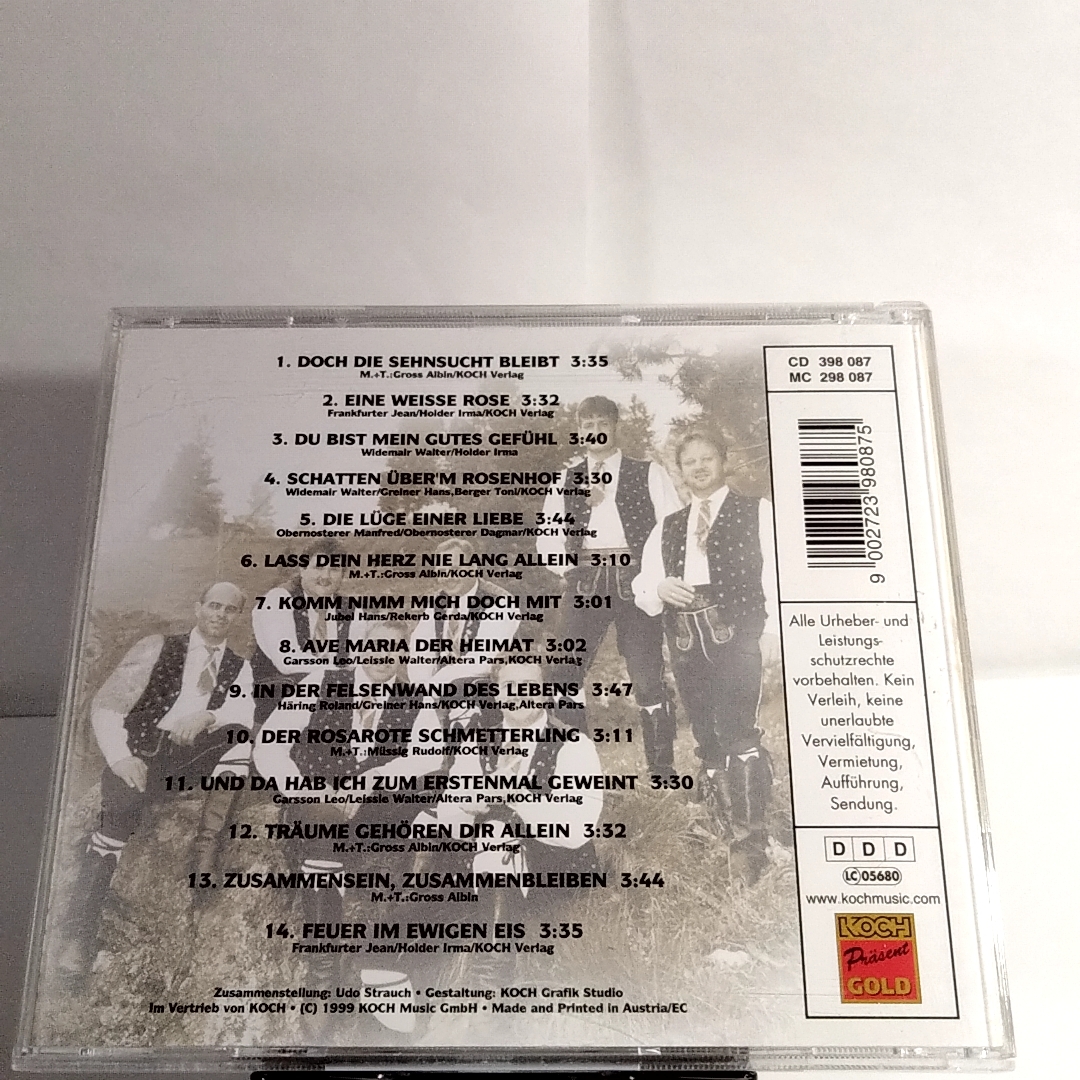 1. DOCH DIE SEHNSUCHT BLEIBT 3:35
M.+T.:Gross Albin/KOCH Verlag
2. EINE WEISSE ROSE 3:32
Frankfurter Jean/Holder Irma/KOCH Verlag
3. DU BIST MEIN GUTES GEFÜHL 3:40
Widemair Walter/Holder Irma
4. SCHATTEN ÜBER'M ROSENHOF 3:30
Widemair Walter/Greiner Hans,Berger Toni/KOCH Verlag
5. DIE LÜGE EINER LIEBE 3:44
Obernosterer Manfred/Obernosterer Dagmar/KOCH Verlag
6. LASS DEIN HERZ NIE LANG ALLEIN 3:10
M.+T.:Gross Albin/KOCH Verlag
7. KOMM NIMM MICH DOCH MIT 3:01
Jubel Hans/Rekerb Gerda/KOCH Verlag
8. AVE MARIA DER HEIMAT 3:02
Garsson Leo/Leissle Walter/Altera Pars,KOCH Verlag
9. IN DER FELSENWAND DES LEBENS 3:47
Häring Roland/Greiner Hans/KOCH Verlag,Altera Pars
10. DER ROSAROTE SCHMETTERLING 3:11
M.+T.:Müssig Rudolf/KOCH Verlag
11. UND DA HAB ICH ZUM ERSTENMAL GEWEINT 3:30
Garsson Leo/Leissle Walter/Altera Pars,KOCH Verlag
12. TRÄUME GEHÖREN DIR ALLEIN 3:32
M.+T.:Gross Albin/KOCH Verlag
13. ZUSAMMENSEIN, ZUSAMMENBLEIBEN 3:44
M.+T.:Gross Albin
14. FEUER IM EWIGEN EIS 3:35
Frankfurter Jean/Holder Irma/KOCH Verlag
Zusammenstellung: Udo Strauch • Gestaltung: KOCH Grafik Studio
Im Vertrieb von KOCH • (C) 1999 KOCH Music GmbH • Made and Printed in Austria/EC
CD 398 087
MC 298 087
9 002723 980875
Alle Urheber- und
Leistungs-
schutzrechte
vorbehalten. Kein
Verleih, keine
unerlaubte
Vervielfältigung,
Vermietung,
Aufführung,
Sendung.
D D D
LC 05680
www.kochmusic.com
KOCH
Präsent
GOLD